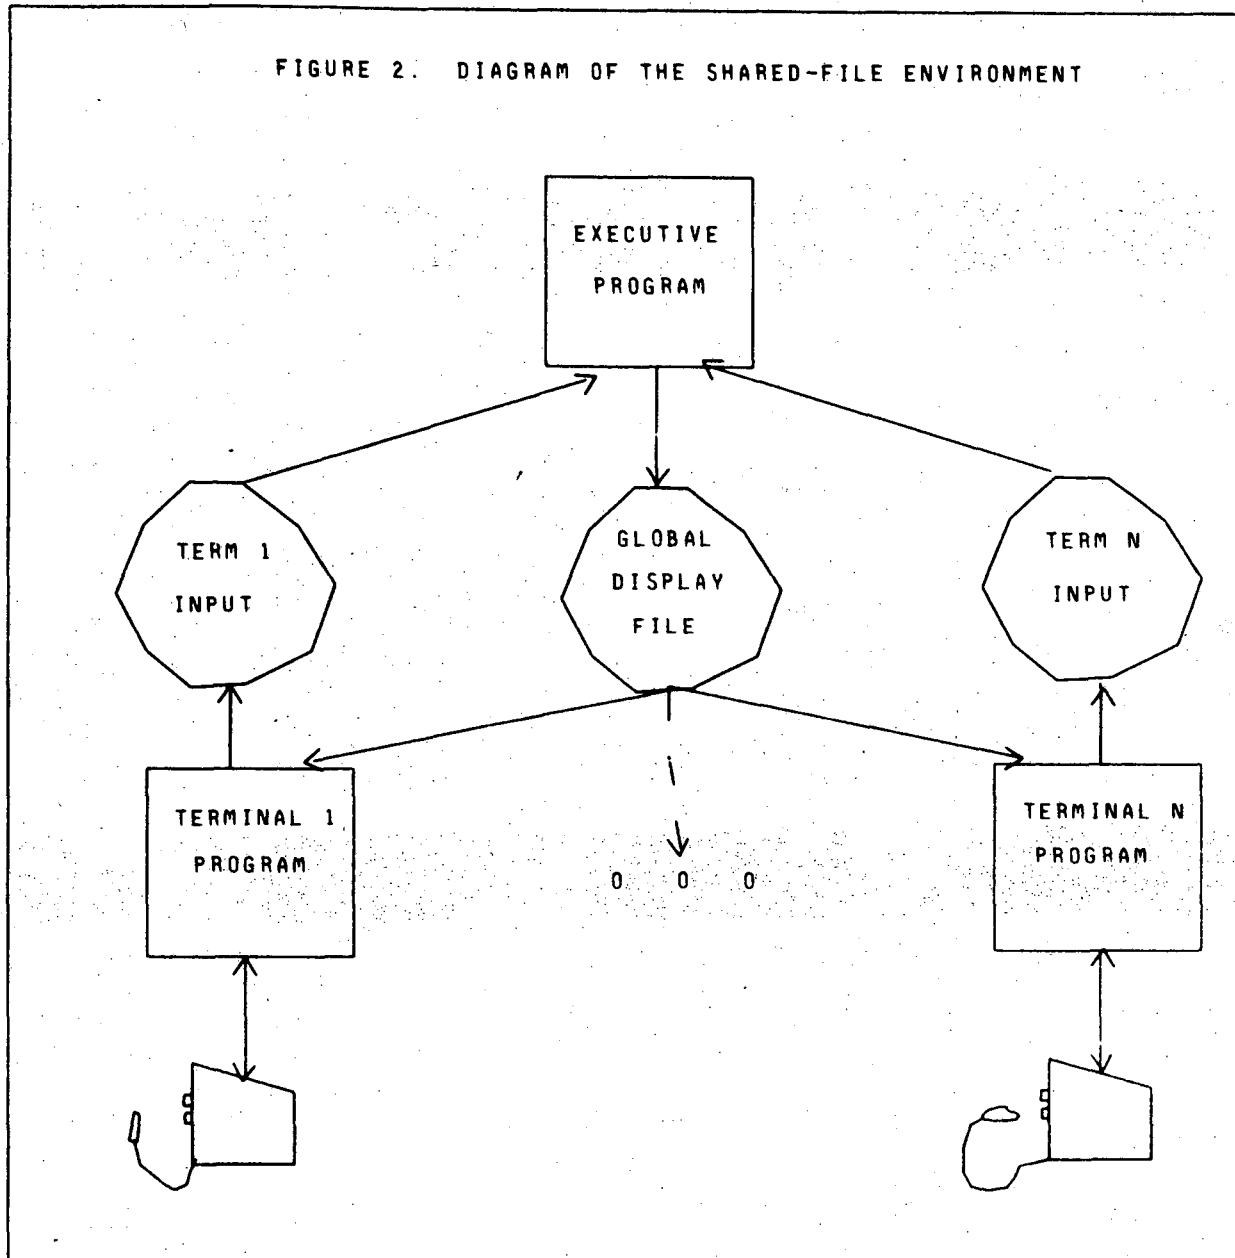 FIGURE 2. DIAGRAM OF THE SHARED-FILE ENVIRONMENT
EXECUTIVE
PROGRAM
TERM 1
INPUT
GLOBAL
DISPLAY
FILE
TERM N
INPUT
TERMINAL 1
PROGRAM
0 0 0
TERMINAL N
PROGRAM